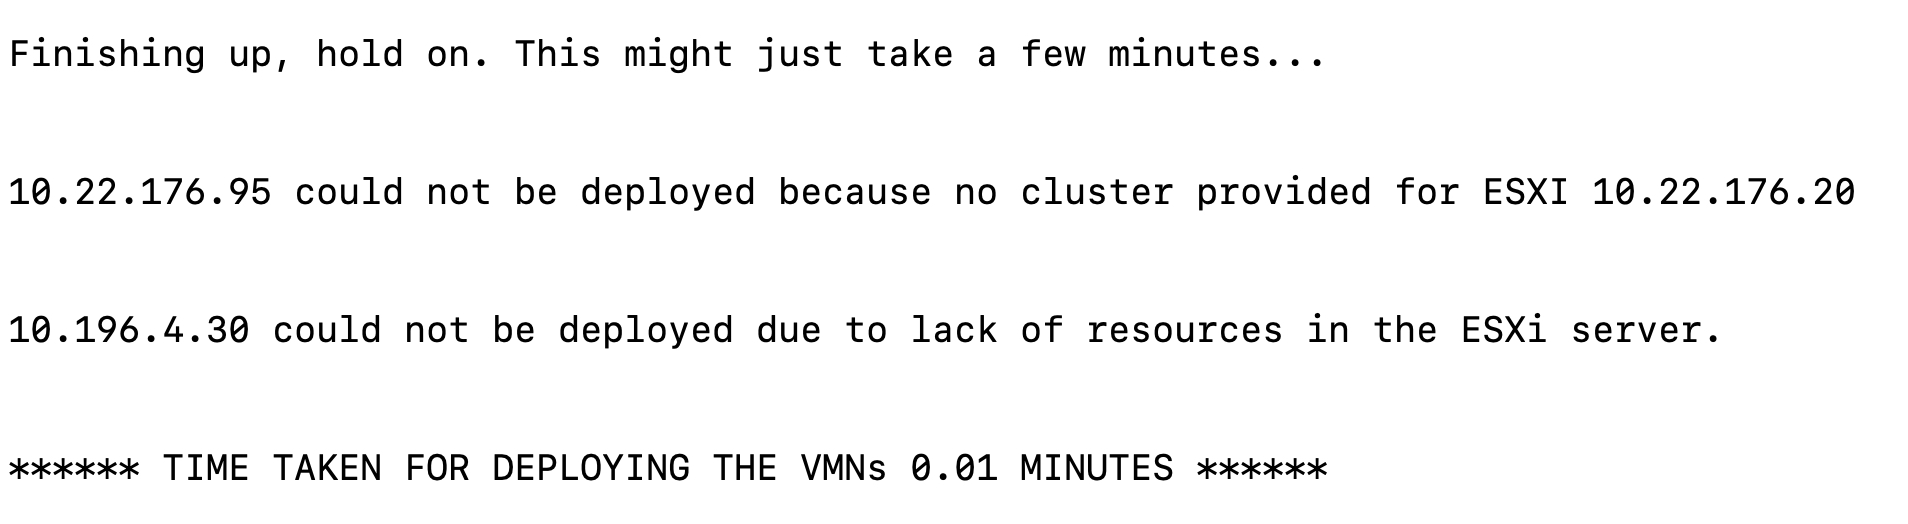 Finishing up, hold on. This might just take a few minutes...
10.22.176.95 could not be deployed because no cluster provided for ESXI 10.22.176.20
10.196.4.30 could not be deployed due to lack of resources in the ESXi server.
****** TIME TAKEN FOR DEPLOYING THE VMNs 0.01 MINUTES ******